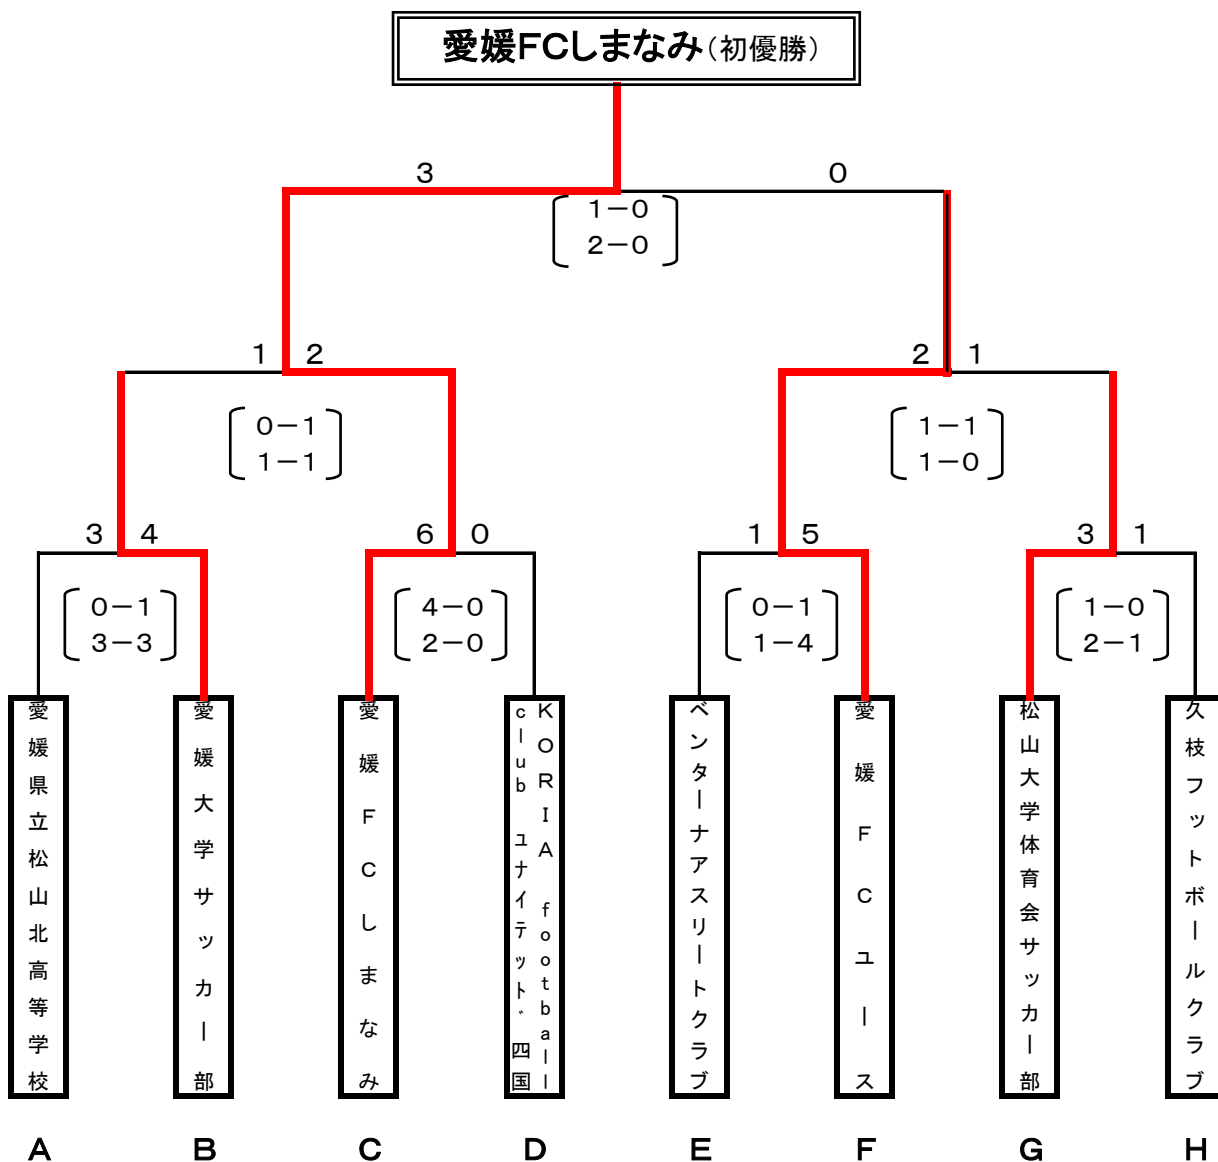 愛媛FCしまなみ(初優勝)
3
0
1-0
2-0
1
2
2
1
0-1
1-1
1-1
1-0
3
4
6
0
1
5
3
1
0-1
3-3
4-0
2-0
0-1
1-4
1-0
2-1
愛媛県立松山北高等学校
愛媛大学サッカー部
愛媛FCしまなみ
KORIA football
club ユナイテッド四国
ベンターナアスリートクラブ
愛媛FCユース
松山大学体育会サッカー部
久枝フットボールクラブ
A
B
C
D
E
F
G
H